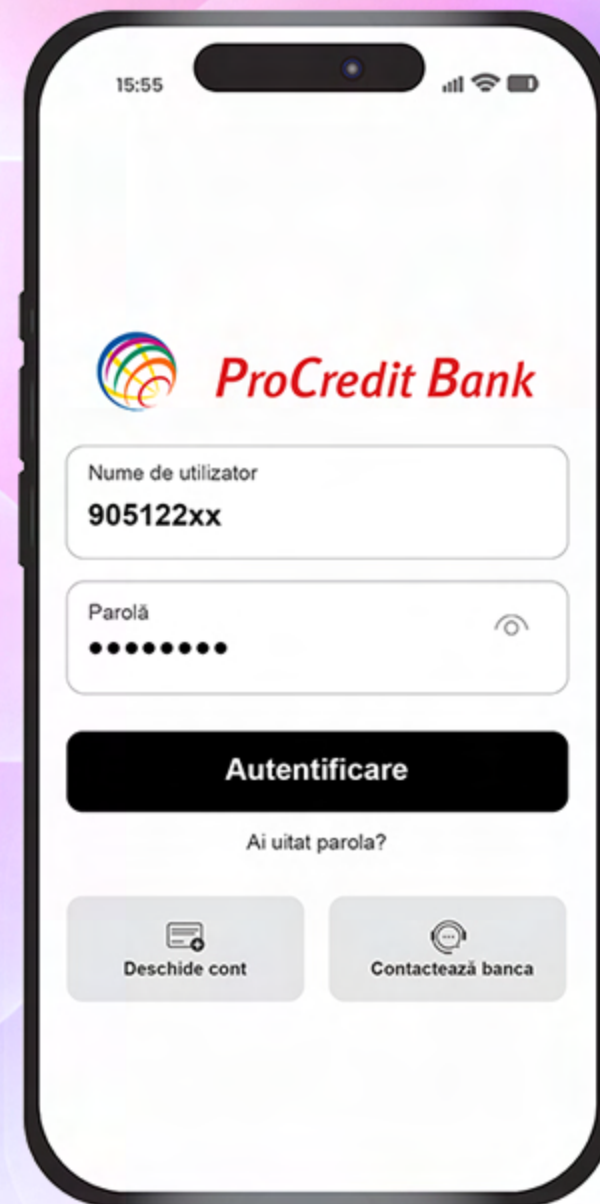 15:55
ProCredit Bank
Nume de utilizator
905122xx
Parolă
••••••••
Autentificare
Ai uitat parola?
Deschide cont
Contactează banca